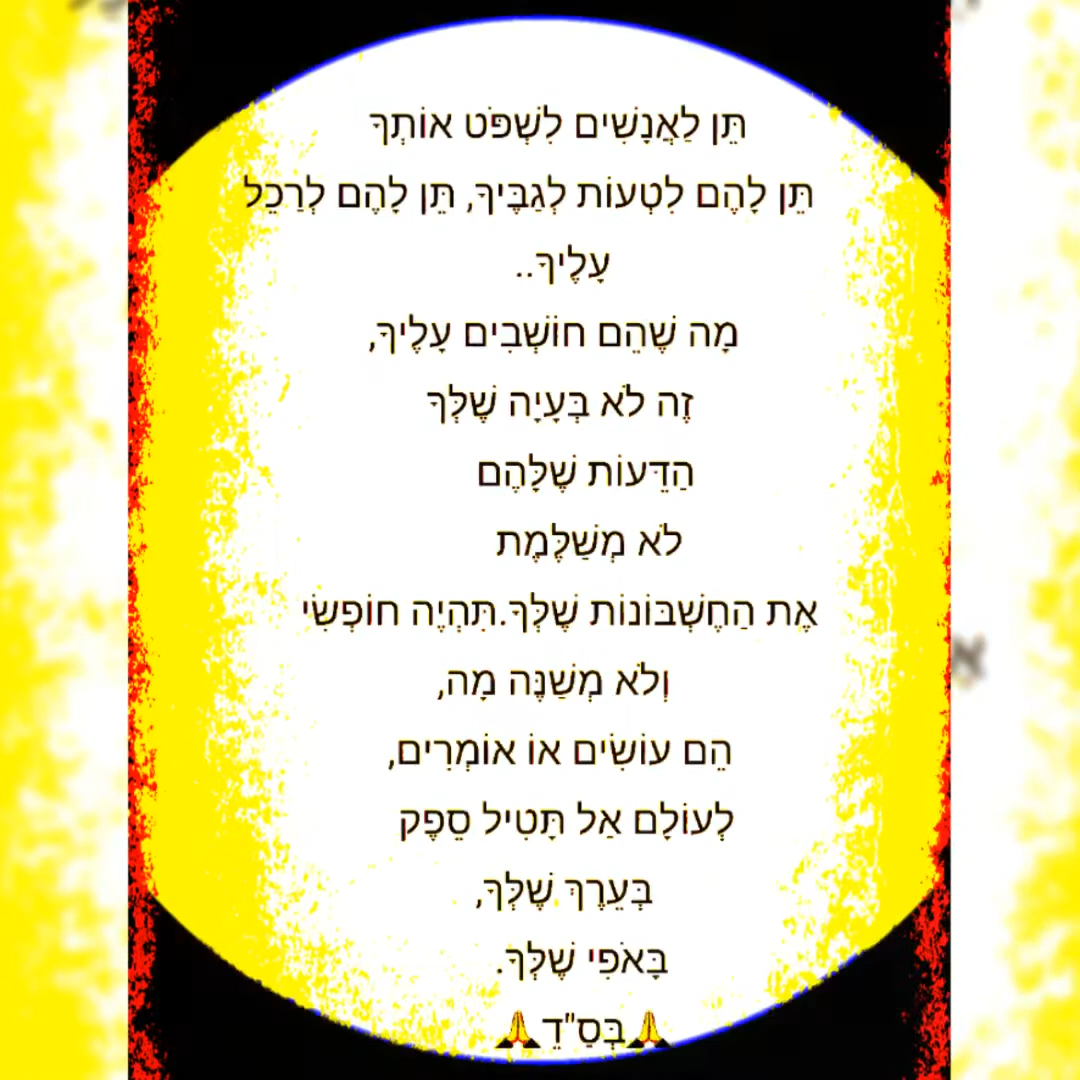 תֵּן לַאֲנָשִׁים לִשְׁפֹּט אוֹתְךָ
תֵּן לָהֶם לִטְעוֹת לְגַבֶּיךָ, תֵּן לָהֶם לְרַכֵל
עָלֶיךָ..
מָה שֶׁהֵם חוֹשְׁבִים עָלֶיךָ,
זֶה לֹא בְּעָיָה שֶׁלְּךָ
הַדֵּעוֹת שֶׁלָּהֶם
לֹא מְשַׁלֶּמֶת
אֶת הַחֶשְׁבּוֹנוֹת שֶׁלְּךָ.תִּהְיֶה חוֹפְשִׂי
וְלֹא מְשַׁנֶּה מָה,
הֵם עוֹשִׂים אוֹ אוֹמְרִים,
לְעוֹלָם אַל תָּטִיל סֵפֶק
בְּעֵרֶךְ שֶׁלְּךָ,
בָּאֹפִי שֶׁלְּךָ.
🙏בְּסַ"דֵ🙏